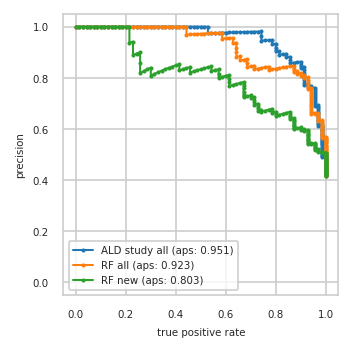 1.0
0.8
0.6
0.4
0.2
0.0
precision
ALD study all (aps: 0.951)
RF all (aps: 0.923)
RF new (aps: 0.803)
0.0 0.2 0.4 0.6 0.8 1.0
true positive rate